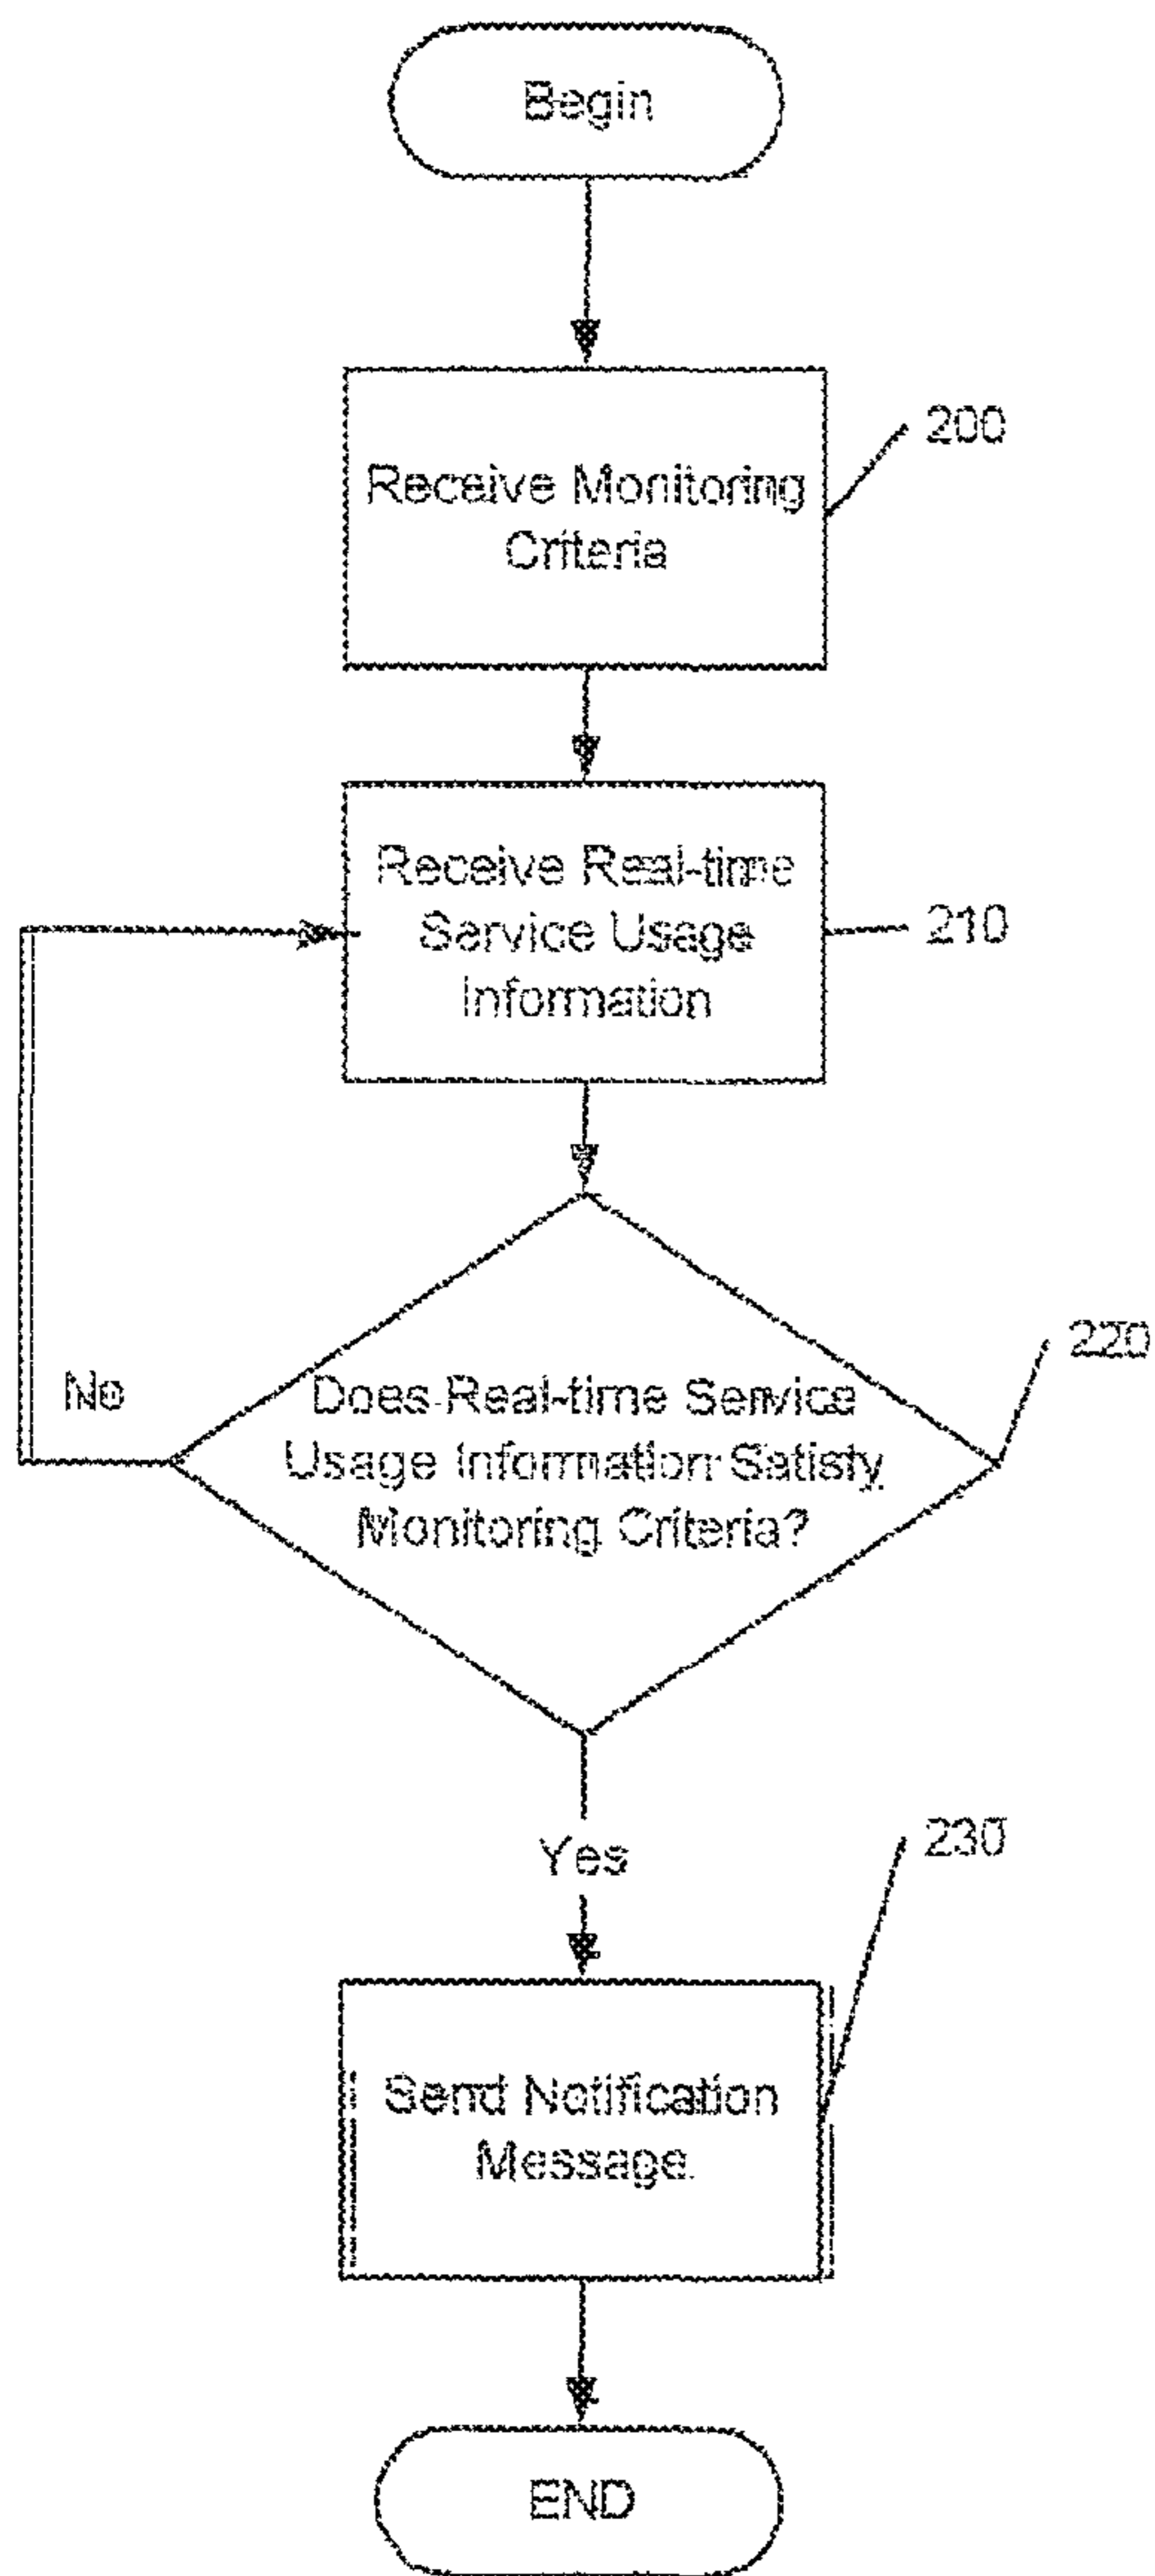 Begin
Receive Monitoring
Criteria
200
Receive Real-time
Service Usage
Information
210
Does Real-time Service
Usage Information Satisfy
Monitoring Criteria?
220
No
Yes
230
Send Notification
Message
END